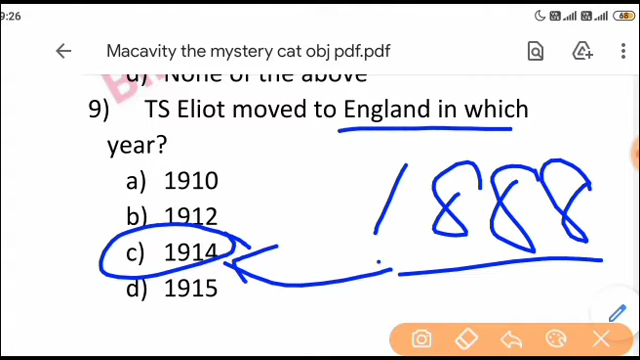 9:26
68
Macavity the mystery cat obj pdf.pdf
d) None of the above
9) TS Eliot moved to England in which
year?
a) 1910
b) 1912
c) 1914
d) 1915
1888